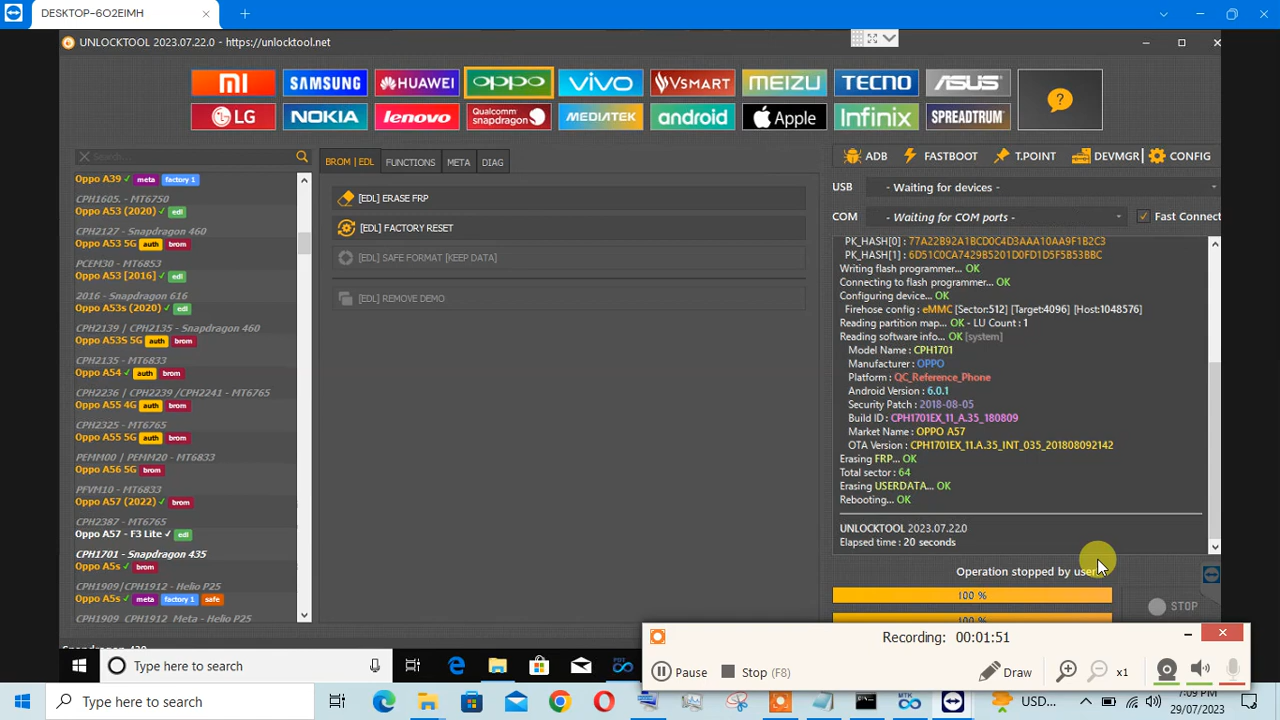 DESKTOP-6O2EIMH
UNLOCKTOOL 2023.07.22.0 - https://unlocktool.net
MI SAMSUNG HUAWEI oppo vivo VSMART MEIZU TECNO ASUS
LG NOKIA lenovo Qualcomm snapdragon MEDIATEK android Apple Infinix SPREADTRUM
Search...
BROM | EDL FUNCTIONS META DIAG
ADB FASTBOOT T.POINT DEVMGR CONFIG
Oppo A39 ✓ meta factory 1
CPH1605. - MT6750
Oppo A53 (2020) ✓ edl
CPH2127 - Snapdragon 460
Oppo A53 5G auth brom
PCEM30 - MT6853
Oppo A53 [2016] ✓ edl
2016 - Snapdragon 616
Oppo A53s (2020) ✓ edl
CPH2139 | CPH2135 - Snapdragon 460
Oppo A53S 5G auth brom
CPH2135 - MT6833
Oppo A54 ✓ auth brom
CPH2236 | CPH2239 /CPH2241 - MT6765
Oppo A55 4G auth brom
CPH2325 - MT6765
Oppo A55 5G auth brom
PEMM00 | PEMM20 - MT6833
Oppo A56 5G brom
PFVM10 - MT6833
Oppo A57 (2022) ✓ brom
CPH2387 - MT6765
Oppo A57 - F3 Lite ✓ edl
CPH1701 - Snapdragon 435
Oppo A5s ✓ brom
CPH1909/CPH1912 - Helio P25
Oppo A5s ✓ meta factory 1 safe
CPH1909 CPH1912 Meta - Helio P25
[EDL] ERASE FRP
[EDL] FACTORY RESET
[EDL] SAFE FORMAT [KEEP DATA]
[EDL] REMOVE DEMO
USB - Waiting for devices -
COM - Waiting for COM ports - Fast Connect
PK_HASH[0] : 77A22B92A1BCD0C4D3AAA10AA9F1B2C3
PK_HASH[1] : 6D51C0CA7429B5201D0FD1D5F5B53BBC
Writing flash programmer... OK
Connecting to flash programmer... OK
Configuring device... OK
Firehose config : eMMC [Sector:512] [Target:4096] [Host:1048576]
Reading partition map... OK - LU Count : 1
Reading software info... OK [system]
Model Name : CPH1701
Manufacturer : OPPO
Platform : QC_Reference_Phone
Android Version : 6.0.1
Security Patch : 2018-08-05
Build ID : CPH1701EX_11_A.35_180809
Market Name : OPPO A57
OTA Version : CPH1701EX_11.A.35_INT_035_201808092142
Erasing FRP... OK
Total sector : 64
Erasing USERDATA... OK
Rebooting... OK
UNLOCKTOOL 2023.07.22.0
Elapsed time : 20 seconds
Operation stopped by user
100 %
100 %
STOP
Recording: 00:01:51
Pause Stop (F8) Draw x1
Type here to search
Type here to search
USD...
7:09 PM
29/07/2023